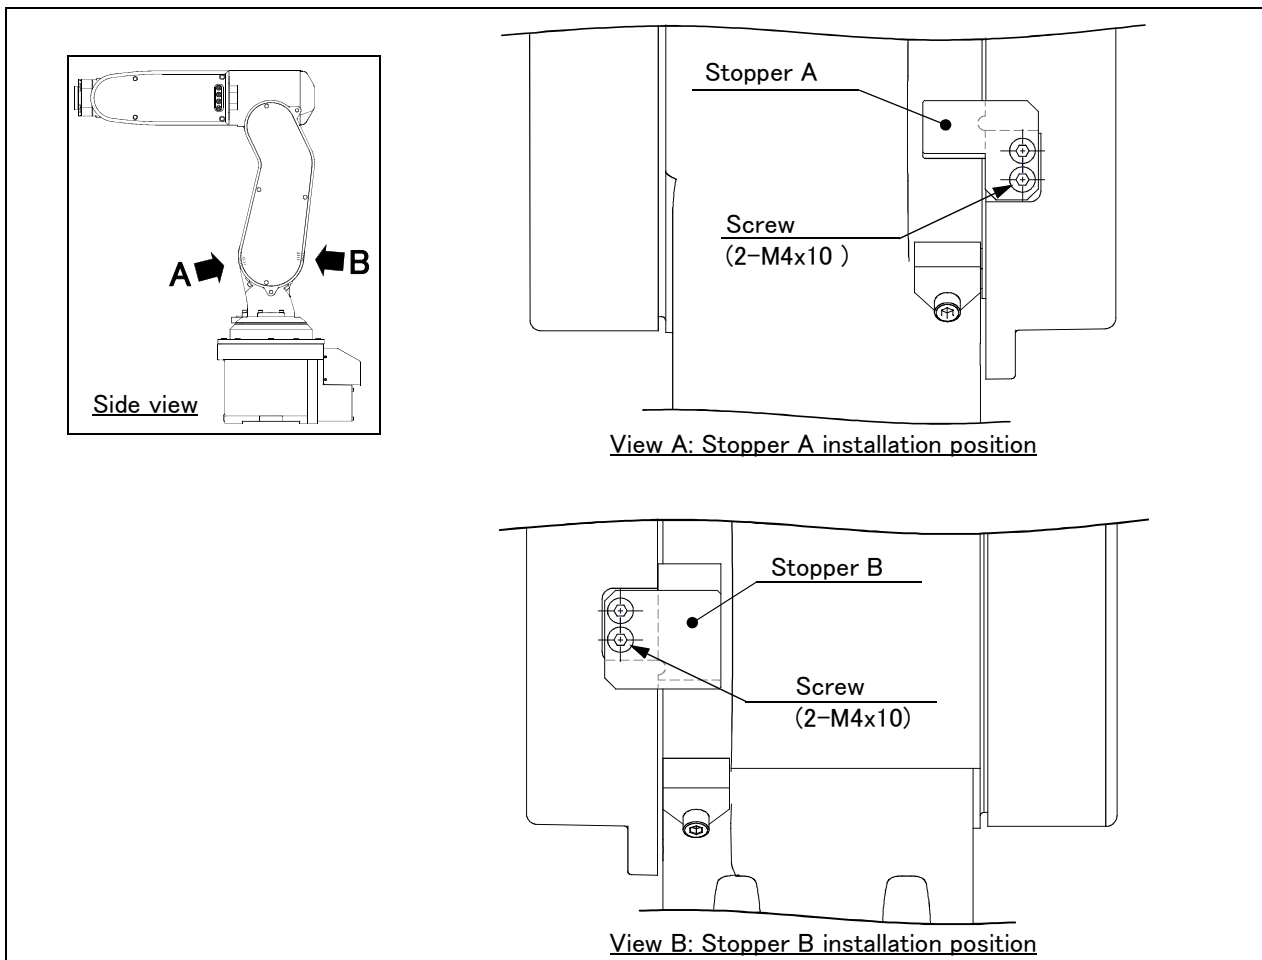 A
B
Side view
Stopper A
Screw
(2-M4x10 )
View A: Stopper A installation position
Stopper B
Screw
(2-M4x10)
View B: Stopper B installation position